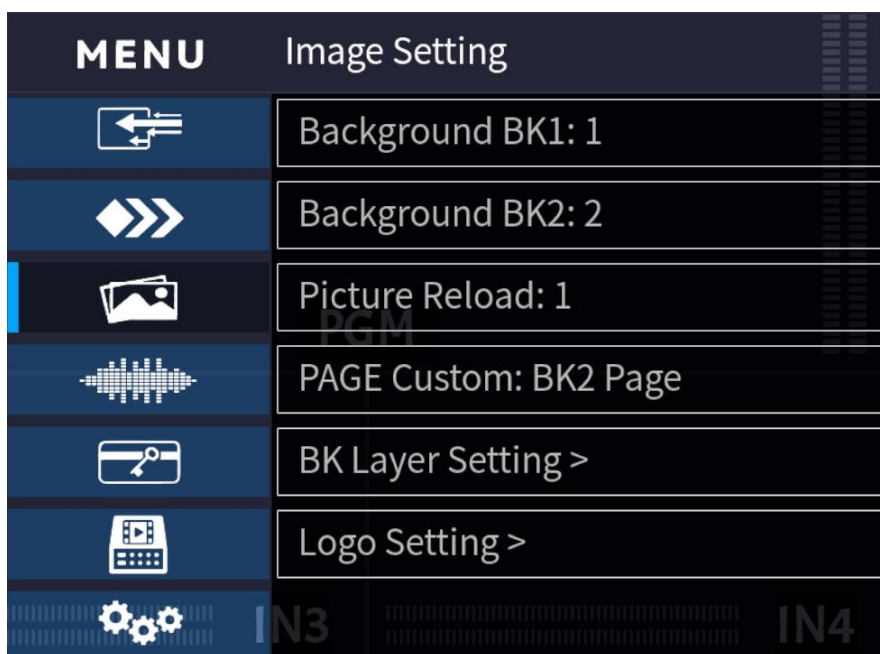 MENU
Image Setting
Background BK1: 1
Background BK2: 2
Picture Reload: 1
PGM
PAGE Custom: BK2 Page
BK Layer Setting >
Logo Setting >
IN3
IN4